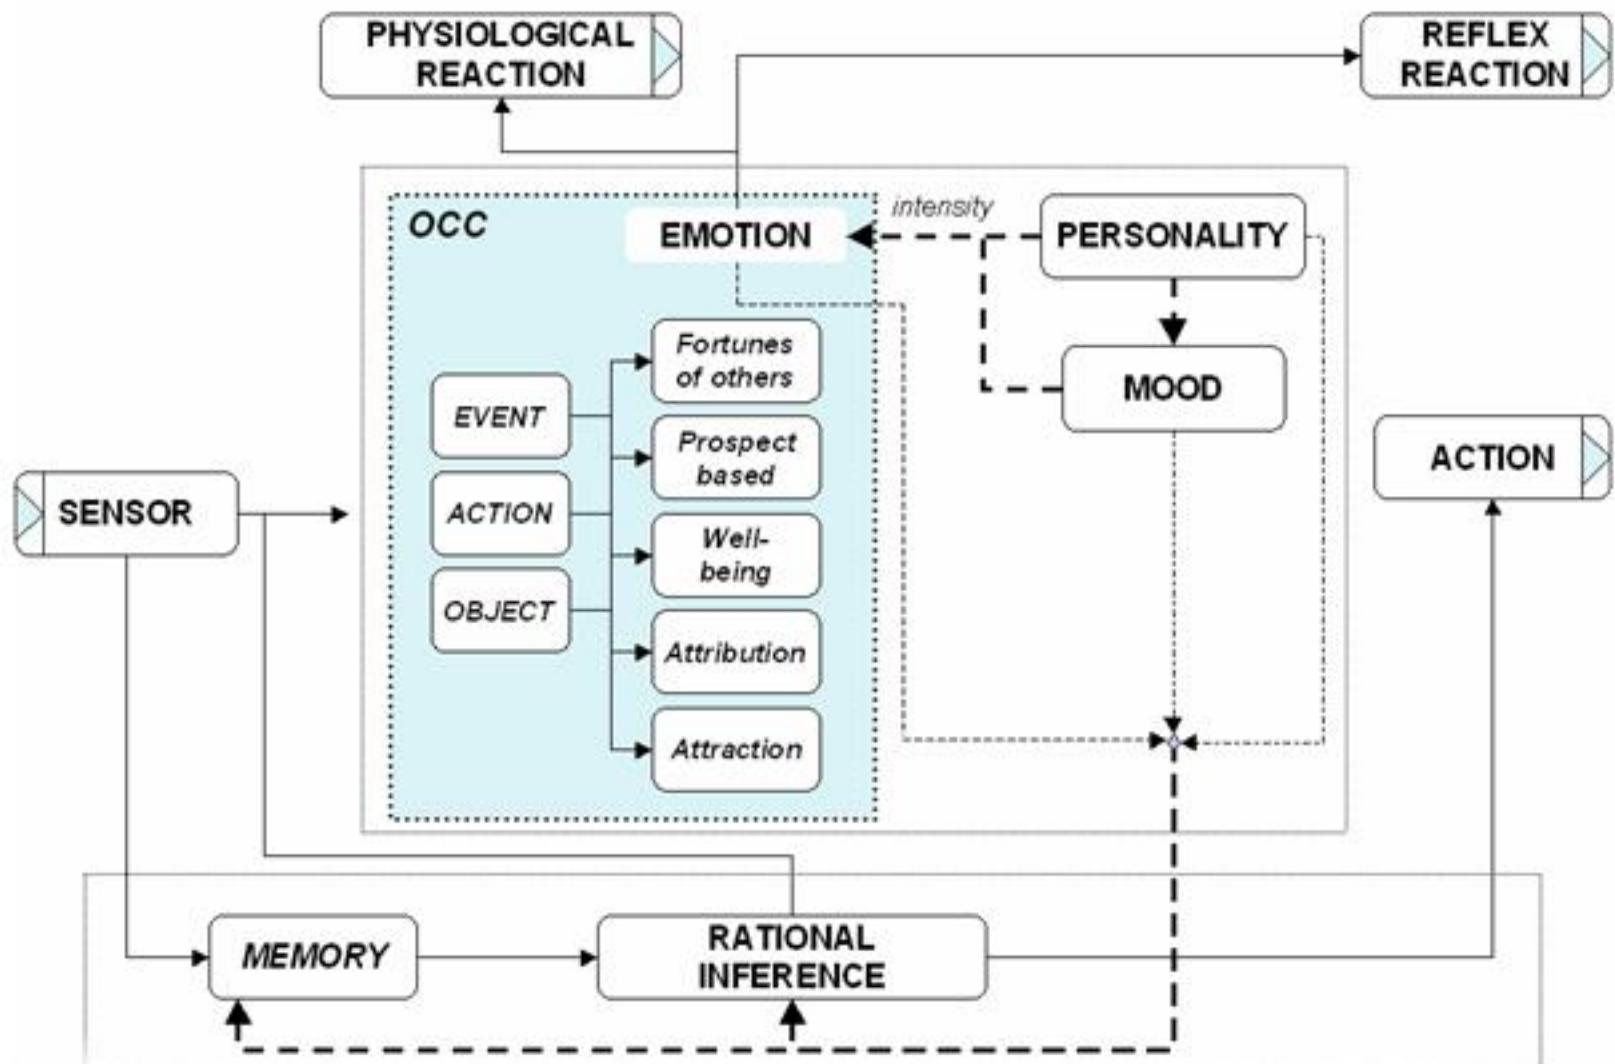 PHYSIOLOGICAL
REACTION
REFLEX
REACTION
OCC
EMOTION
intensity
PERSONALITY
Fortunes
of others
MOOD
EVENT
Prospect
based
ACTION
SENSOR
ACTION
Well-
being
OBJECT
Attribution
Attraction
MEMORY
RATIONAL
INFERENCE